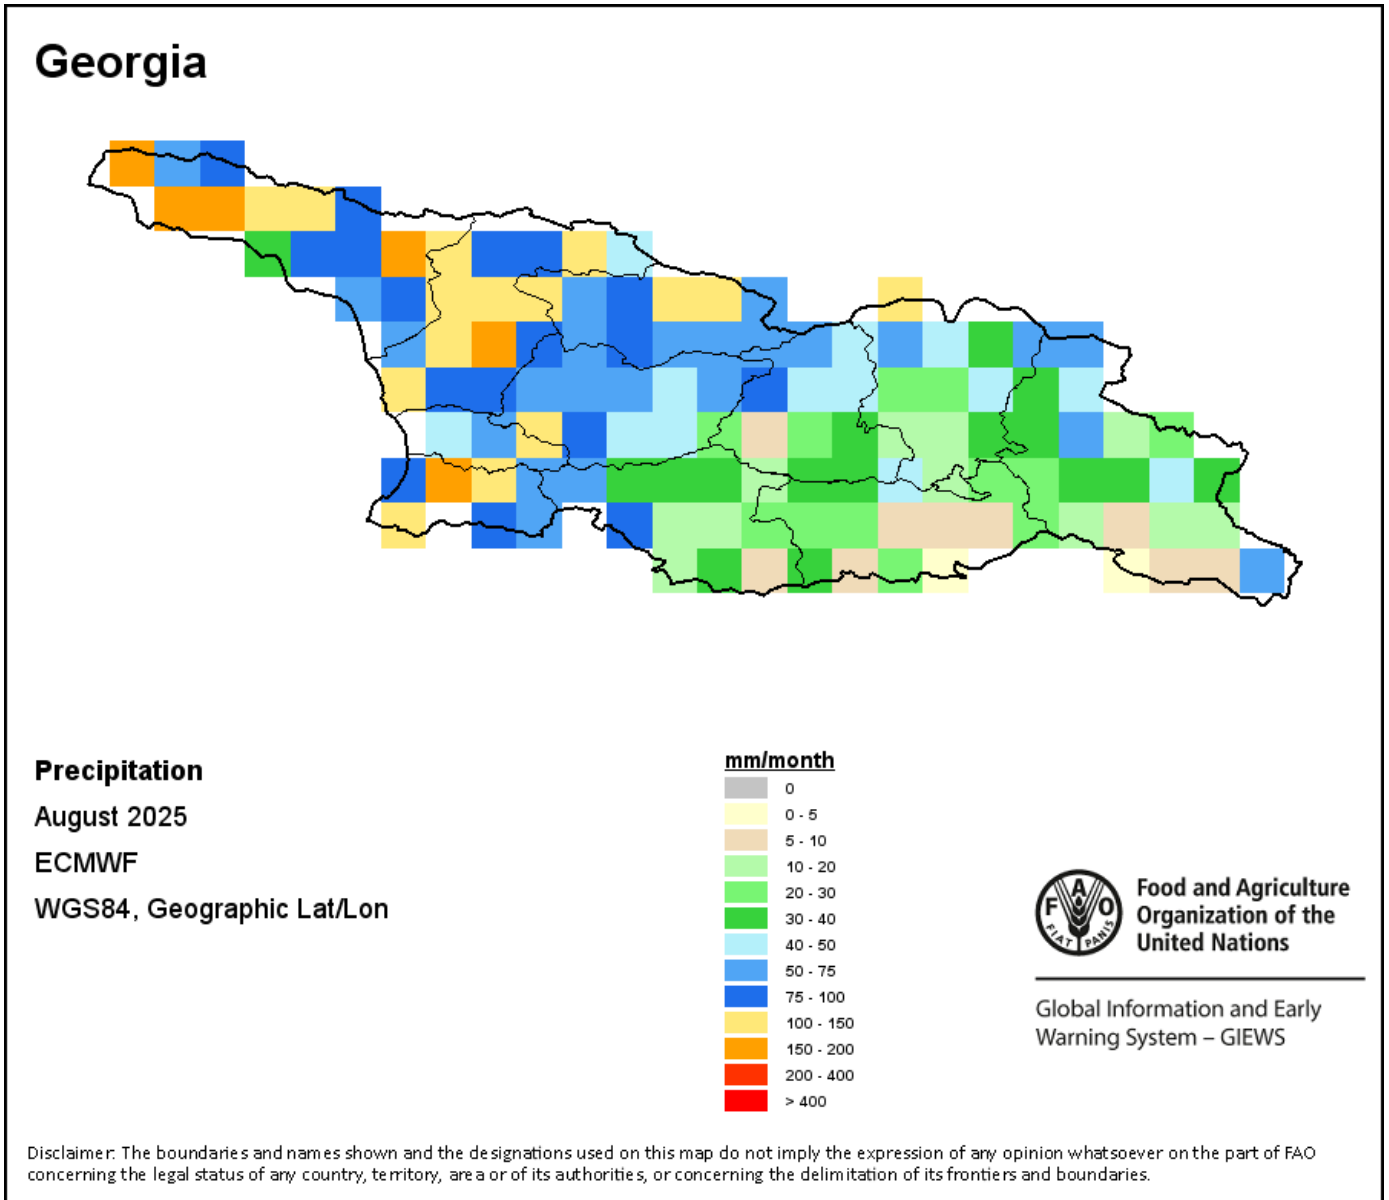 Georgia
Precipitation
August 2025
ECMWF
WGS84, Geographic Lat/Lon
mm/month
0
0 - 5
5 - 10
10 - 20
20 - 30
30 - 40
40 - 50
50 - 75
75 - 100
100 - 150
150 - 200
200 - 400
> 400
F A O
FIAT PANIS
Food and Agriculture
Organization of the
United Nations
Global Information and Early
Warning System – GIEWS
Disclaimer: The boundaries and names shown and the designations used on this map do not imply the expression of any opinion whatsoever on the part of FAO
concerning the legal status of any country, territory, area or of its authorities, or concerning the delimitation of its frontiers and boundaries.